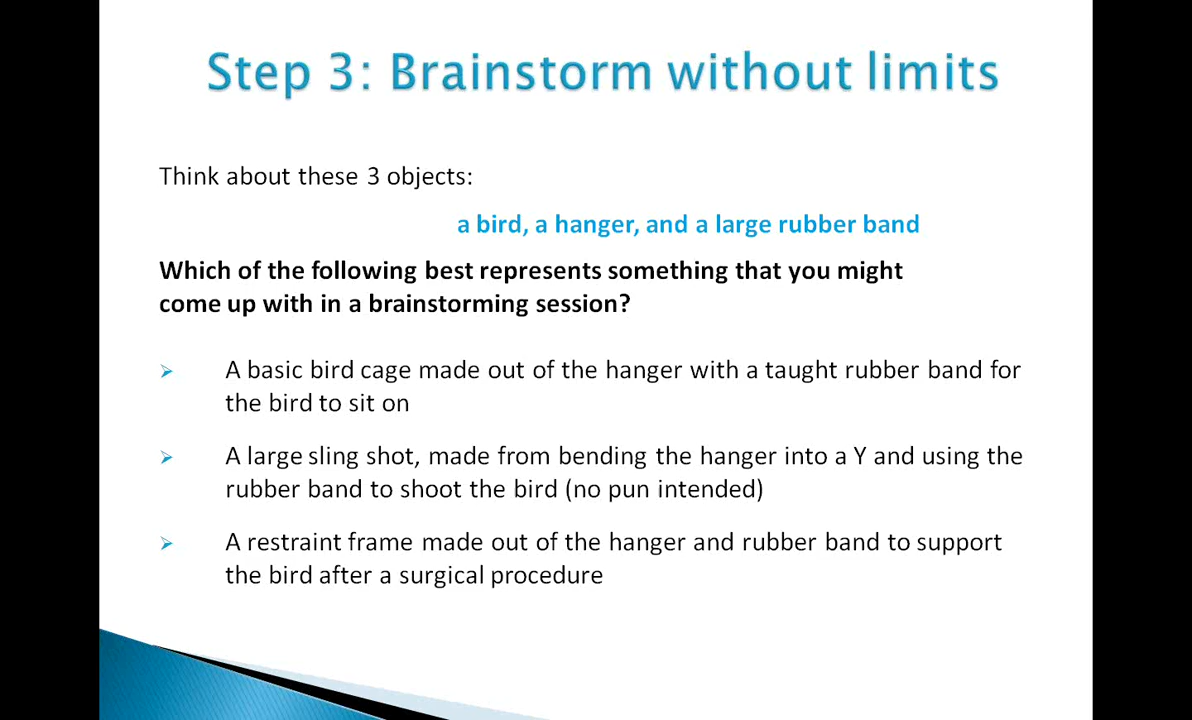 Step 3: Brainstorm without limits
Think about these 3 objects:
a bird, a hanger, and a large rubber band
Which of the following best represents something that you might
come up with in a brainstorming session?
A basic bird cage made out of the hanger with a taught rubber band for
the bird to sit on
A large sling shot, made from bending the hanger into a Y and using the
rubber band to shoot the bird (no pun intended)
A restraint frame made out of the hanger and rubber band to support
the bird after a surgical procedure